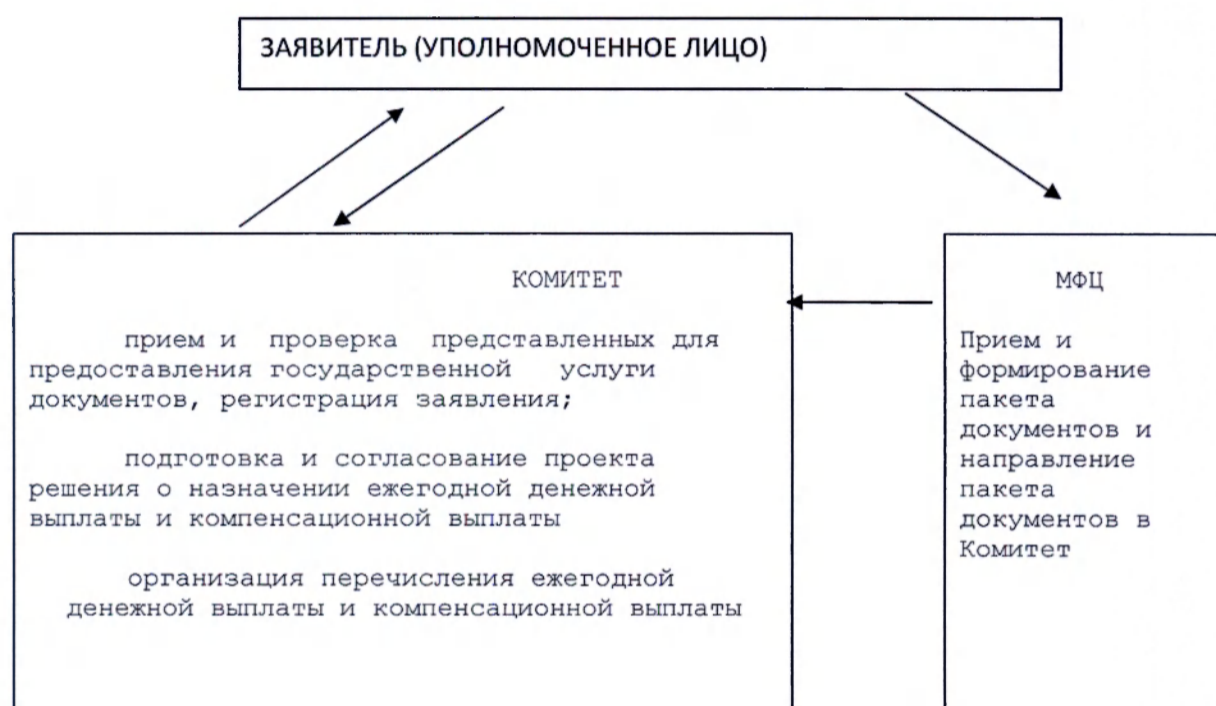 ЗАЯВИТЕЛЬ (УПОЛНОМОЧЕННОЕ ЛИЦО)
КОМИТЕТ
прием и проверка представленных для
предоставления государственной услуги
документов, регистрация заявления;
подготовка и согласование проекта
решения о назначении ежегодной денежной
выплаты и компенсационной выплаты
организация перечисления ежегодной
денежной выплаты и компенсационной выплаты
МФЦ
Прием и
формирование
пакета
документов и
направление
пакета
документов в
Комитет